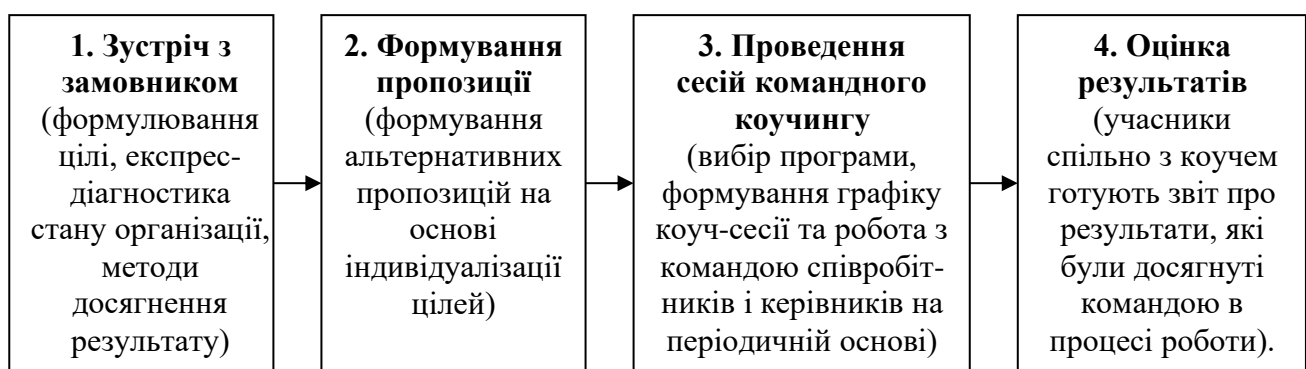 1. Зустріч з
замовником
(формулювання
цілі, експрес-
діагностика
стану організації,
методи
досягнення
результату)
2. Формування
пропозиції
(формування
альтернативних
пропозицій на
основі
індивідуалізації
цілей)
3. Проведення
сесій командного
коучингу
(вибір програми,
формування графіку
коуч-сесії та робота з
командою співробіт-
ників і керівників на
періодичній основі)
4. Оцінка
результатів
(учасники
спільно з коучем
готують звіт про
результати, які
були досягнуті
командою в
процесі роботи).